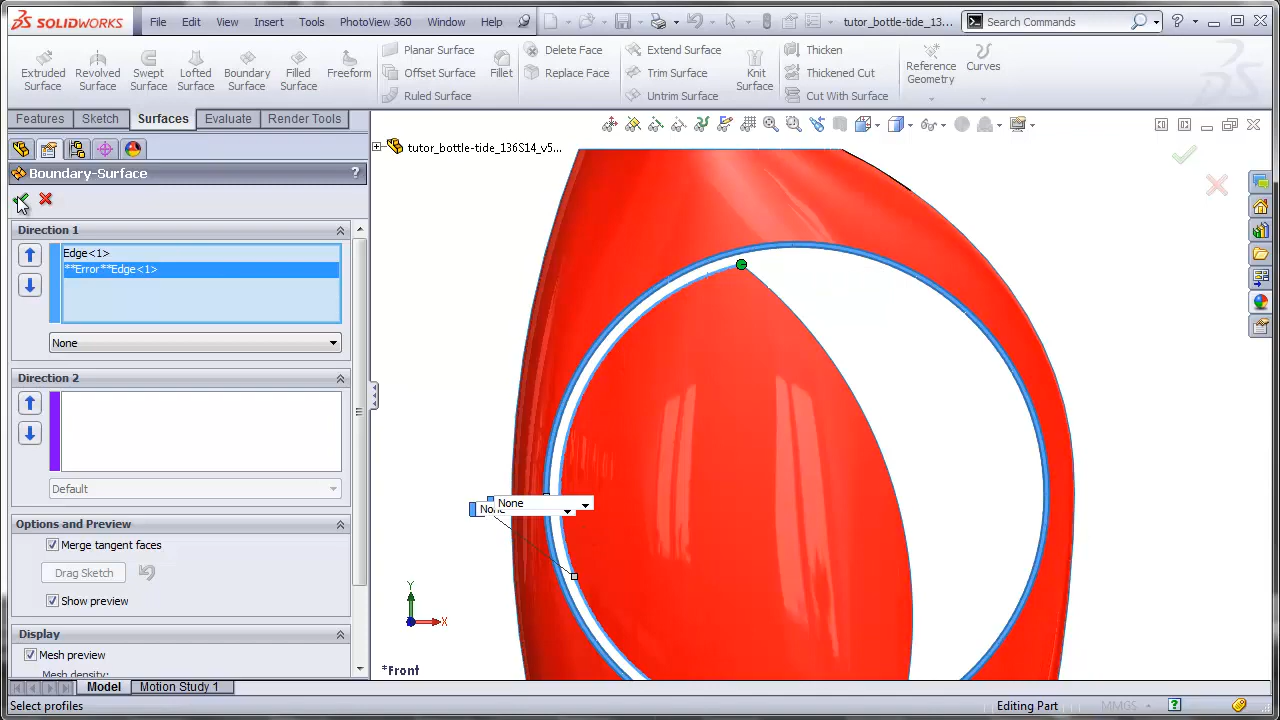 SOLIDWORKS File Edit View Insert Tools PhotoView 360 Window Help tutor_bottle-tide_13... Search Commands ?
Extruded Surface
Revolved Surface
Swept Surface
Lofted Surface
Boundary Surface
Filled Surface
Freeform
Planar Surface
Offset Surface
Ruled Surface
Fillet
Delete Face
Replace Face
Extend Surface
Trim Surface
Untrim Surface
Knit Surface
Thicken
Thickened Cut
Cut With Surface
Reference Geometry
Curves
Features Sketch Surfaces Evaluate Render Tools
tutor_bottle-tide_136S14_v5...
Boundary-Surface ?
Direction 1
Edge<1>
**Error**Edge<1>
None
Direction 2
Default
Options and Preview
Merge tangent faces
Drag Sketch
Show preview
Display
Mesh preview
Mesh density:
None
None
Y
X
*Front
Model Motion Study 1
Select profiles Editing Part MMGS ?